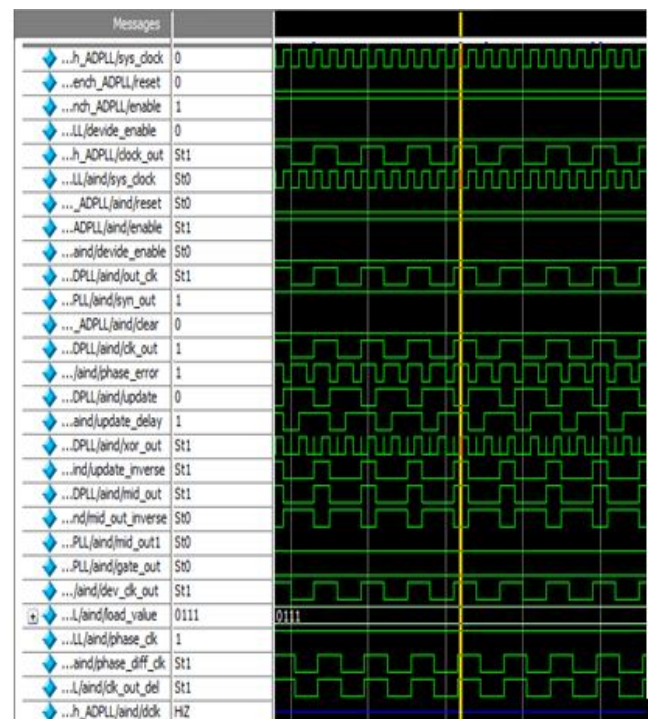 Messages
...h_ADPLL/sys_clock 0
...ench_ADPLL/reset 0
...nch_ADPLL/enable 1
...LL/devide_enable 0
...h_ADPLL/clock_out St1
...LL/aind/sys_clock St0
..._ADPLL/aind/reset St0
...ADPLL/aind/enable St1
...aind/devide_enable St0
...DPLL/aind/out_clk St1
...PLL/aind/syn_out 1
..._ADPLL/aind/clear 0
...DPLL/aind/clk_out 1
.../aind/phase_error 1
...DPLL/aind/update 0
...aind/update_delay 1
...DPLL/aind/xor_out St1
...ind/update_inverse St1
...DPLL/aind/mid_out St1
...nd/mid_out_inverse St0
...PLL/aind/mid_out1 St0
...PLL/aind/gate_out St0
.../aind/dev_clk_out St1
...L/aind/load_value 0111 0111
...LL/aind/phase_clk 1
...aind/phase_diff_clk St1
...L/aind/clk_out_del St1
...h_ADPLL/aind/ddk HiZ